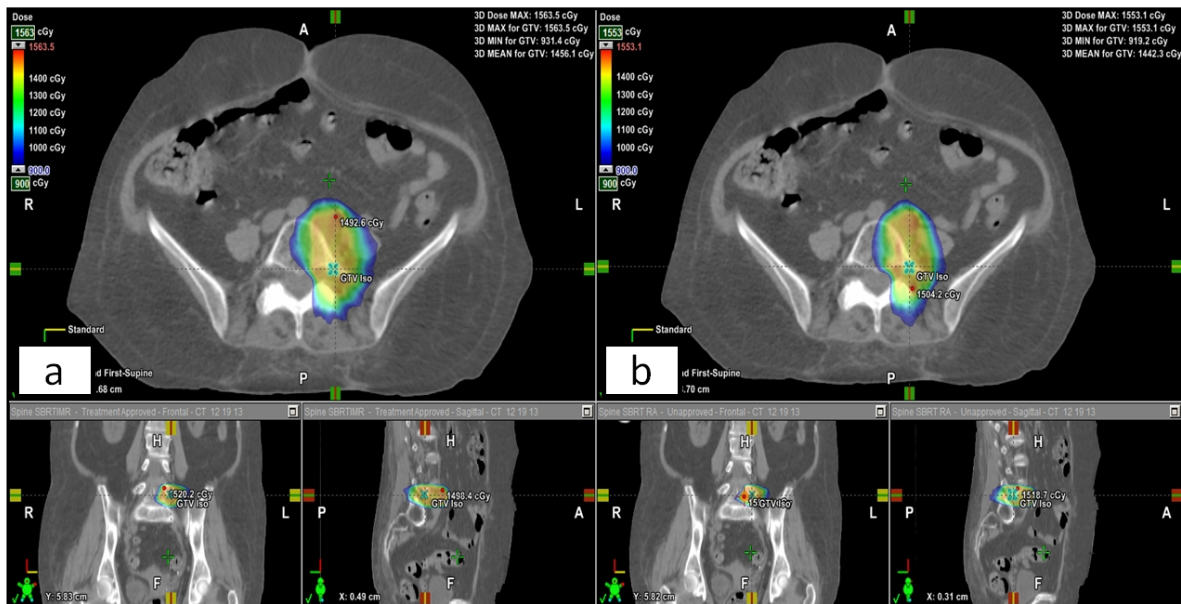 Dose
1563
1563.5
1400 cGy
1300 cGy
1200 cGy
1100 cGy
1000 cGy
900.0
900 cGy
A
3D Dose MAX: 1563.5 cGy
3D MAX for GTV: 1563.5 cGy
3D MIN for GTV: 931.4 cGy
3D MEAN for GTV: 1456.1 cGy
R
L
1492.6 cGy
GTV Iso
Standard
a
d First-Supine
.68 cm
P
Dose
1553
1553.1
1400 cGy
1300 cGy
1200 cGy
1100 cGy
1000 cGy
900.0
900 cGy
A
3D Dose MAX: 1553.1 cGy
3D MAX for GTV: 1553.1 cGy
3D MIN for GTV: 919.2 cGy
3D MEAN for GTV: 1442.3 cGy
R
L
GTV Iso
1504.2 cGy
Standard
b
d First-Supine
.70 cm
P
Spine SBRTIMR - Treatment Approved - Frontal - CT 12 19 13
H
1520.2 cGy
GTV Iso
R
L
F
Y: 5.83 cm
Spine SBRTIMR - Treatment Approved - Sagittal - CT 12 19 13
H
1498.4 cGy
GTV Iso
P
A
F
X: 0.49 cm
Spine SBRT RA - Unapproved - Frontal - CT 12 19 13
H
15
GTV Iso
R
L
F
Y: 5.82 cm
Spine SBRT RA - Unapproved - Sagittal - CT 12 19 13
H
1518.7 cGy
GTV Iso
P
A
F
X: 0.31 cm